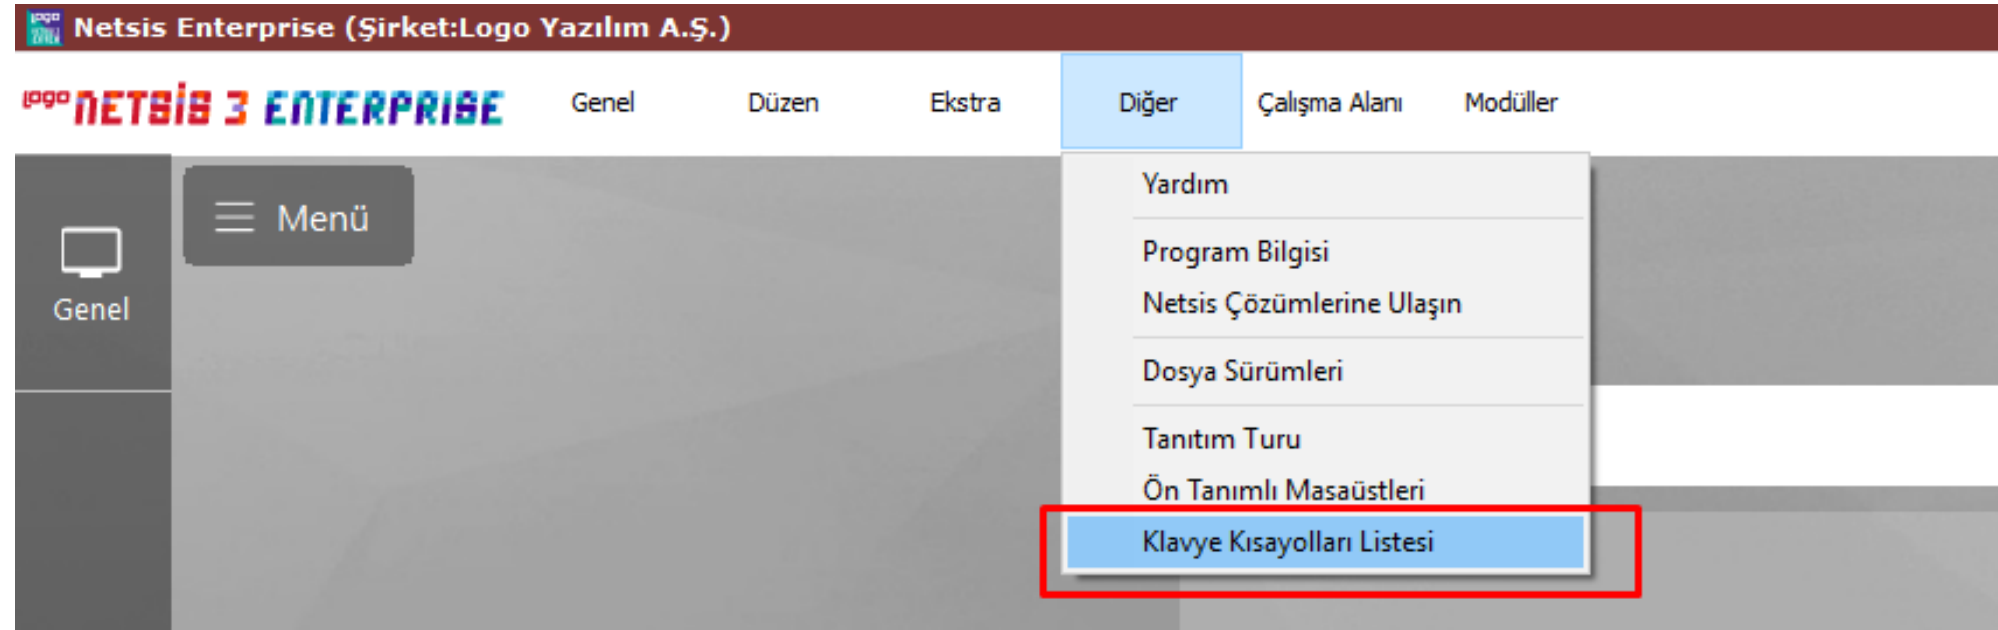 Netsis Enterprise (Şirket:Logo Yazılım A.Ş.)
LOGO NETSİS 3 ENTERPRISE Genel Düzen Ekstra Diğer Çalışma Alanı Modüller
Menü
Genel
Yardım
Program Bilgisi
Netsis Çözümlerine Ulaşın
Dosya Sürümleri
Tanıtım Turu
Ön Tanımlı Masaüstleri
Klavye Kısayolları Listesi